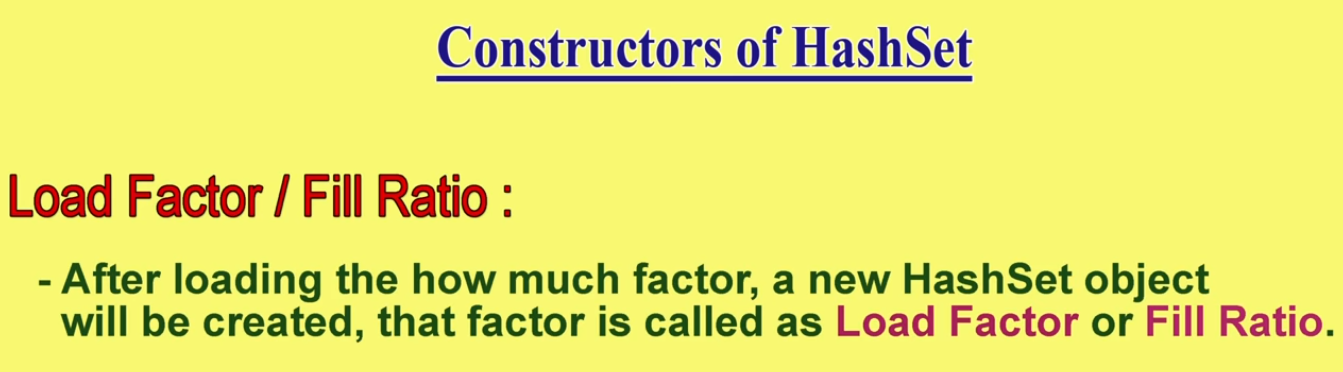 Constructors of HashSet
Load Factor / Fill Ratio :
- After loading the how much factor, a new HashSet object
will be created, that factor is called as Load Factor or Fill Ratio.